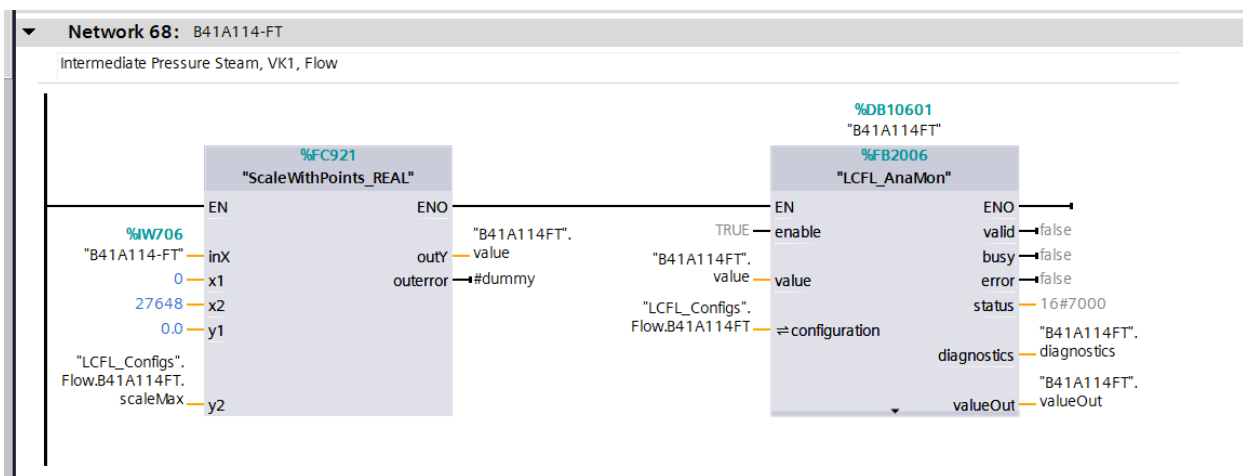 Network 68: B41A114-FT
Intermediate Pressure Steam, VK1, Flow
%DB10601
"B41A114FT"
%FC921
"ScaleWithPoints_REAL"
%FB2006
"LCFL_AnaMon"
EN
ENO
EN
ENO
%IW706
"B41A114-FT"
inX
0
x1
27648
x2
0.0
y1
"LCFL_Configs".
Flow.B41A114FT.
scaleMax
y2
outY
"B41A114FT".
value
outerror
#dummy
TRUE
enable
"B41A114FT".
value
value
"LCFL_Configs".
Flow.B41A114FT
configuration
valid
false
busy
false
error
false
status
16#7000
diagnostics
"B41A114FT".
diagnostics
valueOut
"B41A114FT".
valueOut